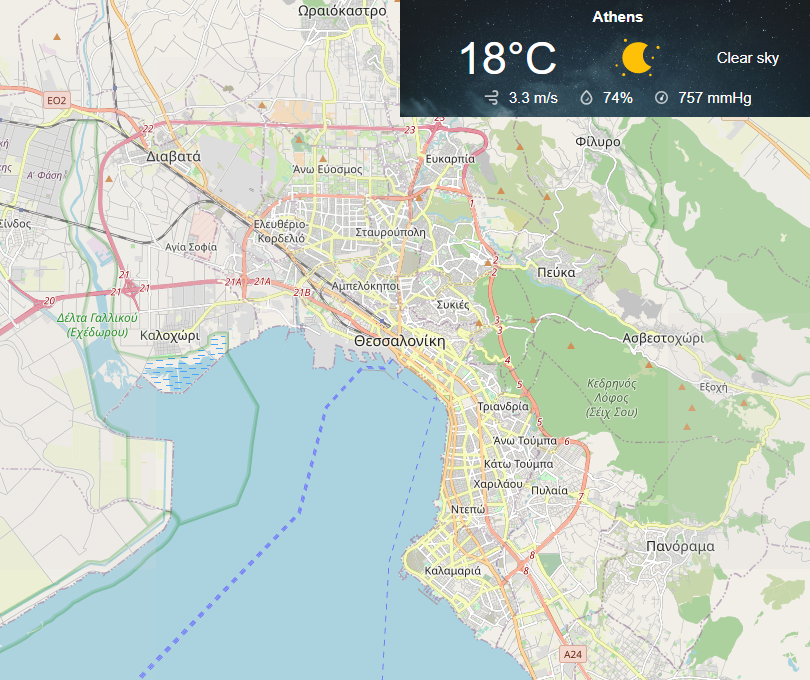 Ωραιόκαστρο
Athens
18°C
Clear sky
3.3 m/s
74%
757 mmHg
EO2
22
23
23
Διαβατά
Ευκαρπία
Φίλυρο
Άνω Εύοσμος
Α' Φάση
1
Σίνδος
Ελευθέριο-
Κορδελιό
Σταυρούπολη
Αγία Σοφία
2
2
Πεύκα
21
21
21
21A
21A
21B
20
Αμπελόκηποι
Συκιές
Δέλτα Γαλλικού
(Εχέδωρου)
Καλοχώρι
Θεσσαλονίκη
3
3
Ασβεστοχώρι
4
5
Κεδρηνός
Λόφος
(Σέιχ Σου)
Εξοχή
Τριανδρία
5
Άνω Τούμπα
6
Κάτω Τούμπα
Χαριλάου
Πυλαία
7
Ντεπώ
Πανόραμα
8
8
Καλαμαριά
A24